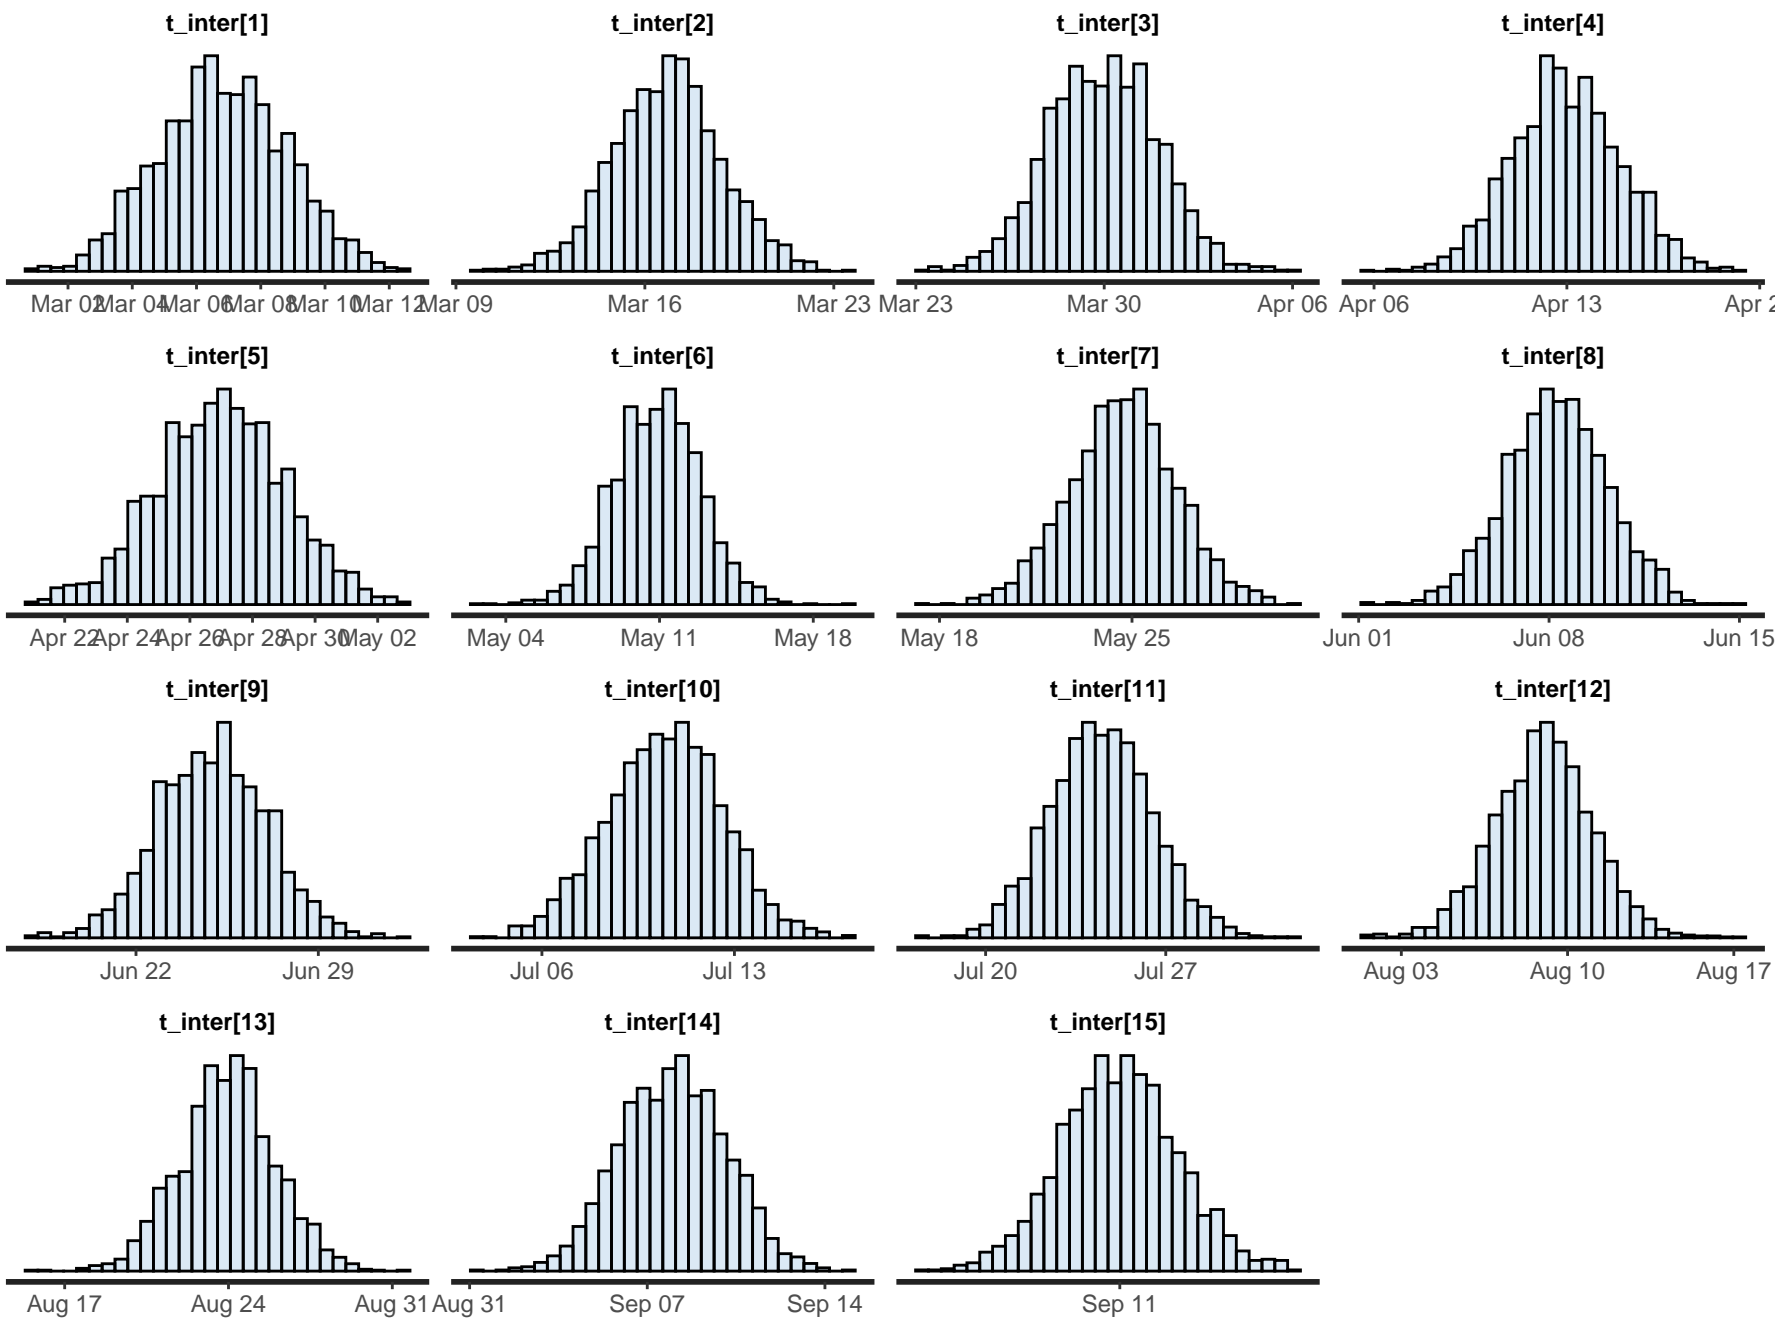 t_inter[1] t_inter[2] t_inter[3] t_inter[4]
Mar 02 Mar 04 Mar 06 Mar 08 Mar 10 Mar 12 Mar 09 Mar 16 Mar 23 Mar 23 Mar 30 Apr 06 Apr 06 Apr 13 Apr 2
t_inter[5] t_inter[6] t_inter[7] t_inter[8]
Apr 22 Apr 24 Apr 26 Apr 28 Apr 30 May 02 May 04 May 11 May 18 May 18 May 25 Jun 01 Jun 08 Jun 15
t_inter[9] t_inter[10] t_inter[11] t_inter[12]
Jun 22 Jun 29 Jul 06 Jul 13 Jul 20 Jul 27 Aug 03 Aug 10 Aug 17
t_inter[13] t_inter[14] t_inter[15]
Aug 17 Aug 24 Aug 31 Aug 31 Sep 07 Sep 14 Sep 11